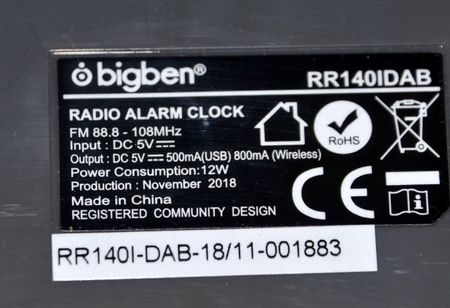 bigben® RR140IDAB
RADIO ALARM CLOCK
FM 88.8 - 108MHz
Input : DC 5V
Output : DC 5V 500mA(USB) 800mA (Wireless)
Power Consumption:12W
Production : November 2018
Made in China
REGISTERED COMMUNITY DESIGN
RoHS
CE
RR140I-DAB-18/11-001883